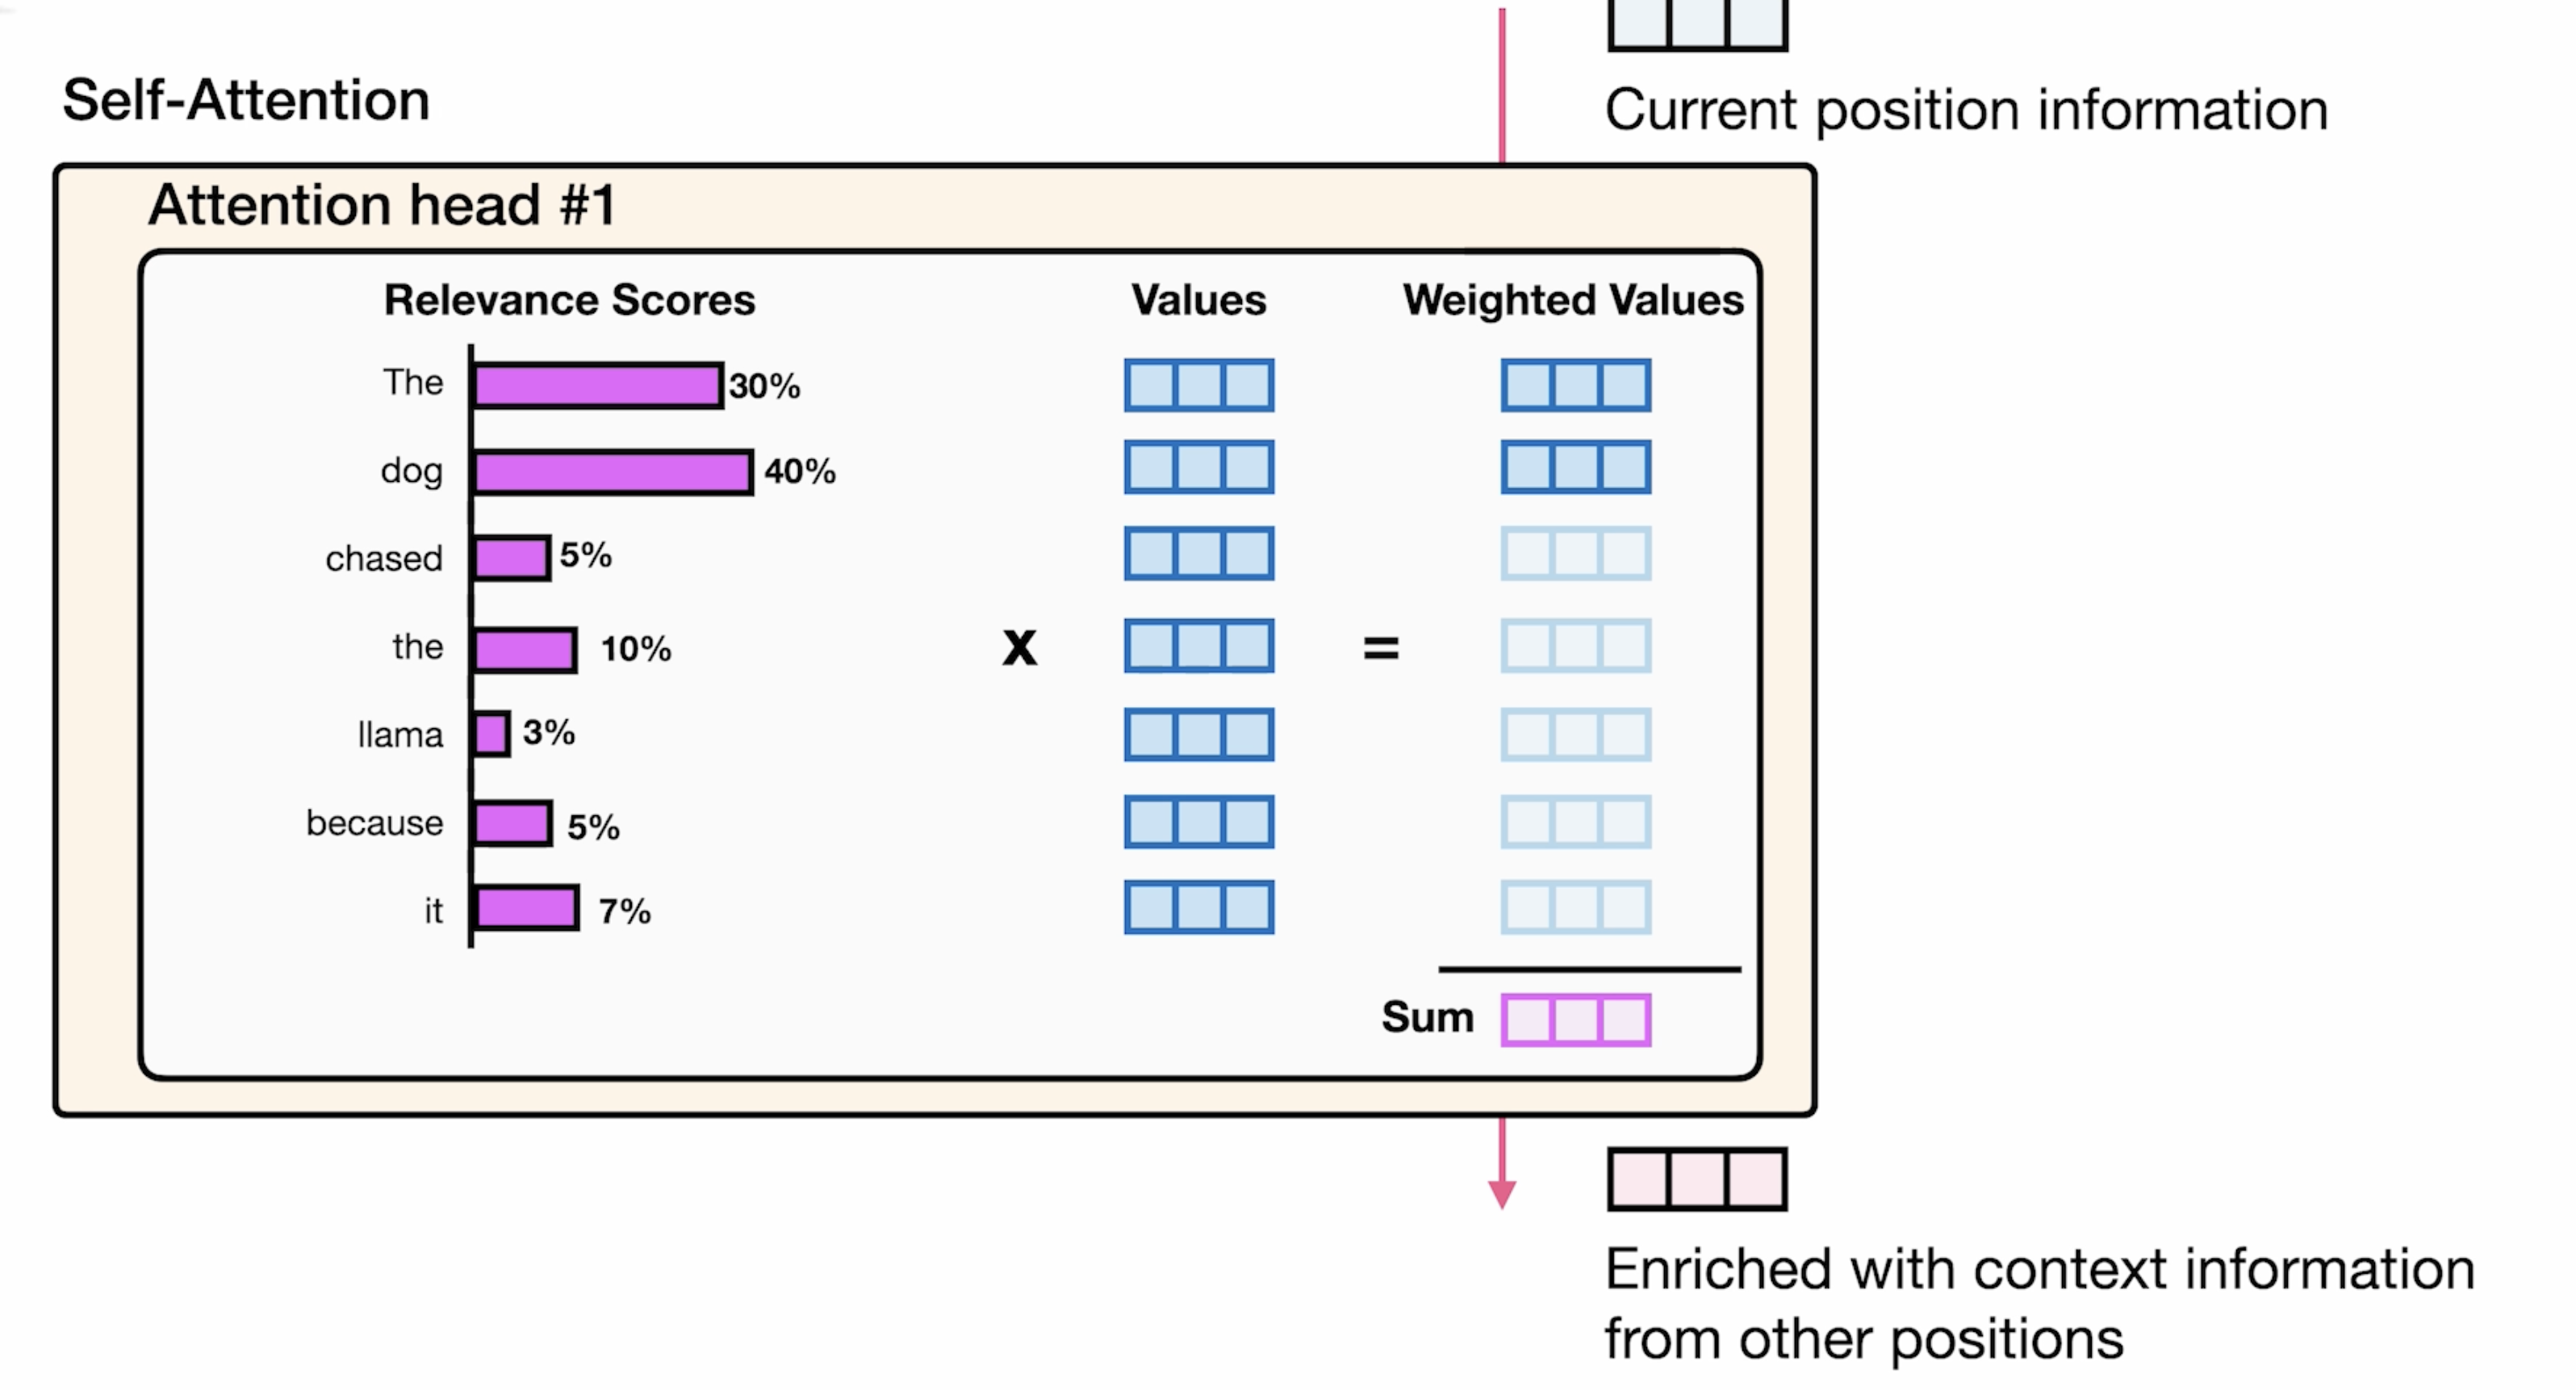 Current position information
Self-Attention
Attention head #1
Relevance Scores Values Weighted Values
The 30%
dog 40%
chased 5%
the 10%
x =
llama 3%
because 5%
it 7%
Sum
Enriched with context information
from other positions